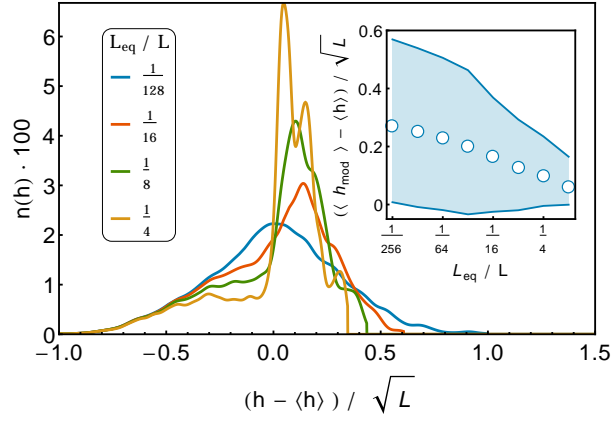 n(h) · 100
0
1
2
3
4
5
6
−1.0 −0.5 0.0 0.5 1.0 1.5
(h − ⟨h⟩) / √L
L_eq / L
1/128
1/16
1/8
1/4
(⟨⟨ h_mod ⟩ − ⟨h⟩) / √L
0.6
0.4
0.2
0
1/256 1/64 1/16 1/4
L_eq / L